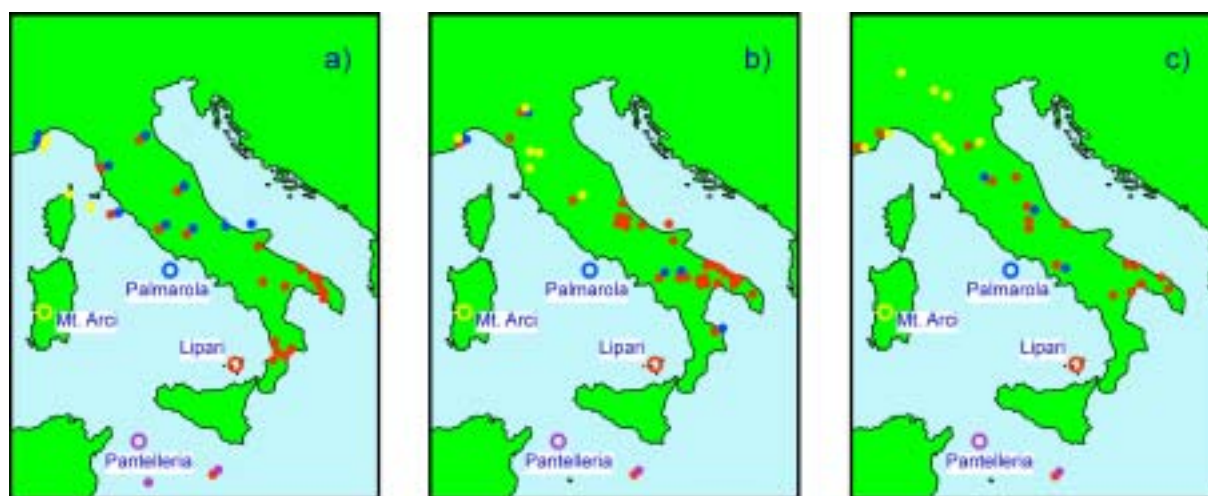 a)
Palmarola
Mt. Arci
Lipari
Pantelleria
b)
Palmarola
Mt. Arci
Lipari
Pantelleria
c)
Palmarola
Mt. Arci
Lipari
Pantelleria